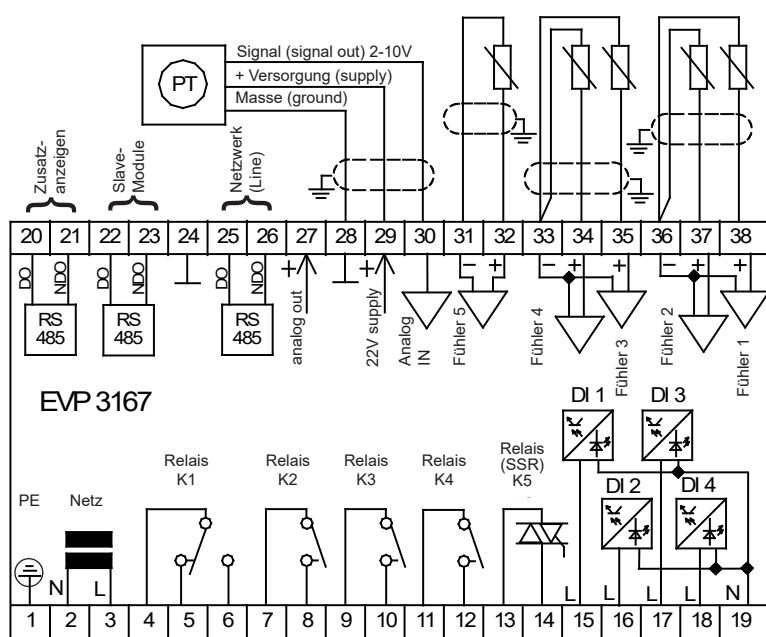 Signal (signal out) 2-10V
+ Versorgung (supply)
Masse (ground)
PT
Zusatz-
anzeigen
Slave-
Module
Netzwerk
(Line)
20 21 22 23 24 25 26 27 28 29 30 31 32 33 34 35 36 37 38
DO NDO DO NDO DO NDO + + − + − + + − + +
RS
485
RS
485
RS
485
analog out
22V supply
Analog
IN
Fühler 5
Fühler 4
Fühler 3
Fühler 2
Fühler 1
EVP 3167
DI 1 DI 3
DI 2 DI 4
Relais
K1
Relais
K2
Relais
K3
Relais
K4
Relais
(SSR)
K5
PE Netz
N L L L L L N
1 2 3 4 5 6 7 8 9 10 11 12 13 14 15 16 17 18 19